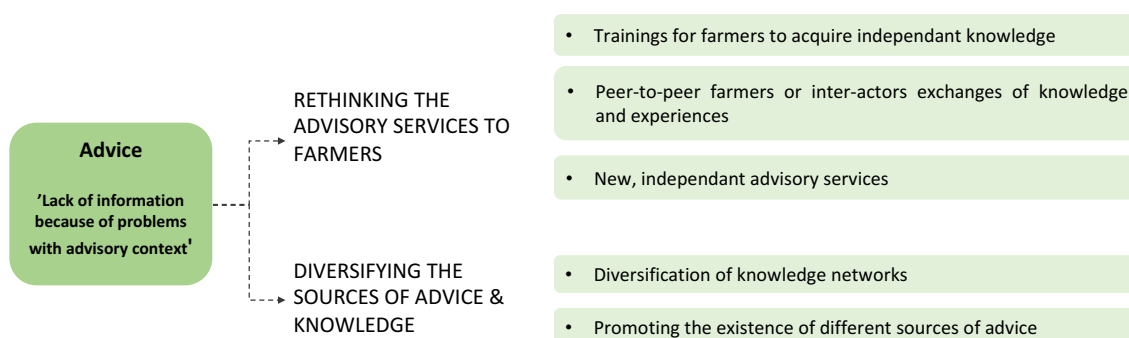 Advice
'Lack of information
because of problems
with advisory context'
RETHINKING THE
ADVISORY SERVICES TO
FARMERS
• Trainings for farmers to acquire independant knowledge
• Peer-to-peer farmers or inter-actors exchanges of knowledge
and experiences
• New, independant advisory services
DIVERSIFYING THE
SOURCES OF ADVICE &
KNOWLEDGE
• Diversification of knowledge networks
• Promoting the existence of different sources of advice